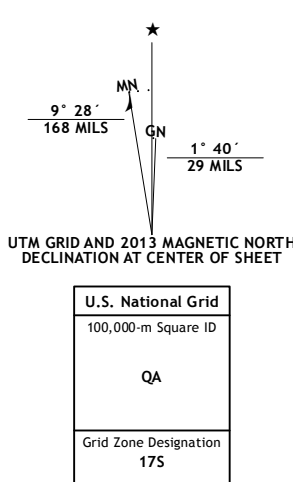 ★
MN
9° 28´
168 MILS
GN
1° 40´
29 MILS
UTM GRID AND 2013 MAGNETIC NORTH
DECLINATION AT CENTER OF SHEET
U.S. National Grid
100,000-m Square ID
QA
Grid Zone Designation
17S